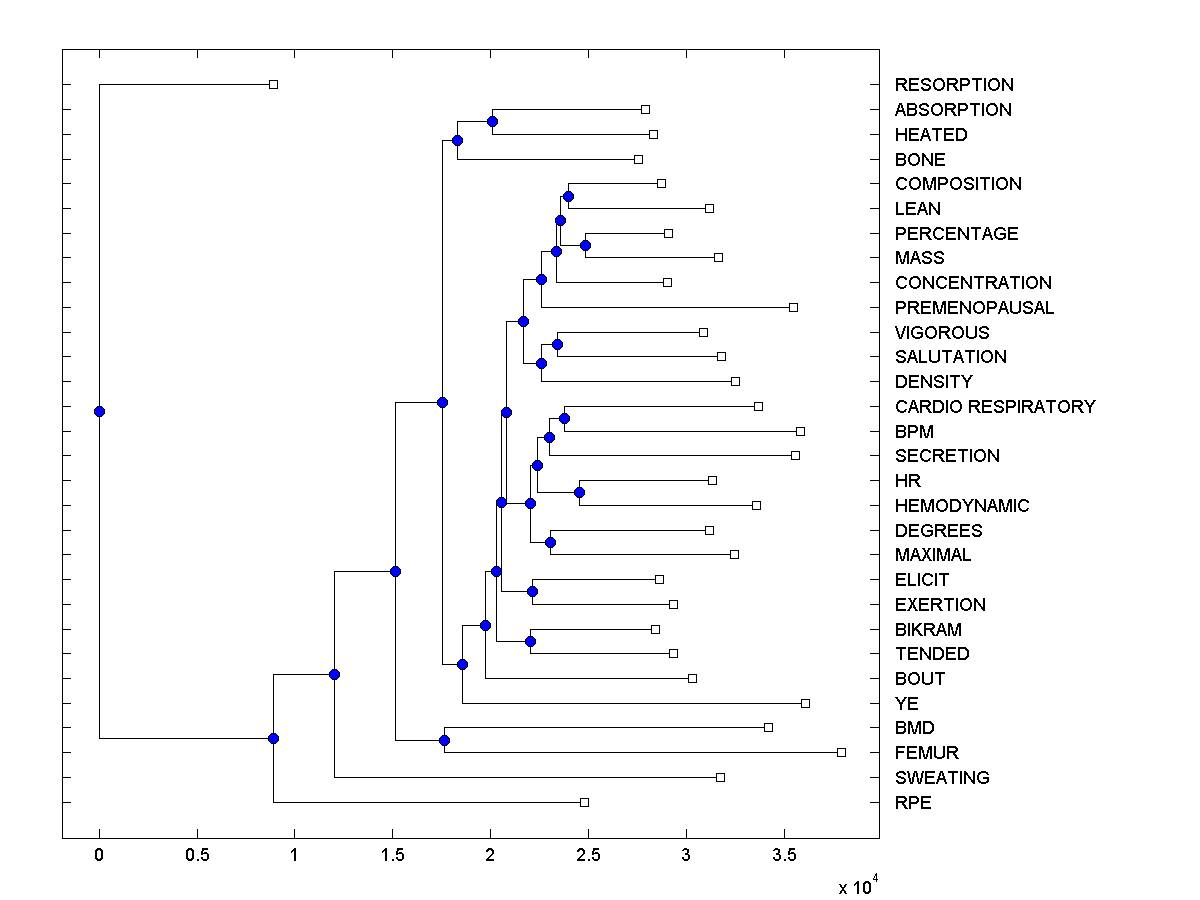 RESORPTION
ABSORPTION
HEATED
BONE
COMPOSITION
LEAN
PERCENTAGE
MASS
CONCENTRATION
PREMENOPAUSAL
VIGOROUS
SALUTATION
DENSITY
CARDIO RESPIRATORY
BPM
SECRETION
HR
HEMODYNAMIC
DEGREES
MAXIMAL
ELICIT
EXERTION
BIKRAM
TENDED
BOUT
YE
BMD
FEMUR
SWEATING
RPE
0 0.5 1 1.5 2 2.5 3 3.5
x 10^4